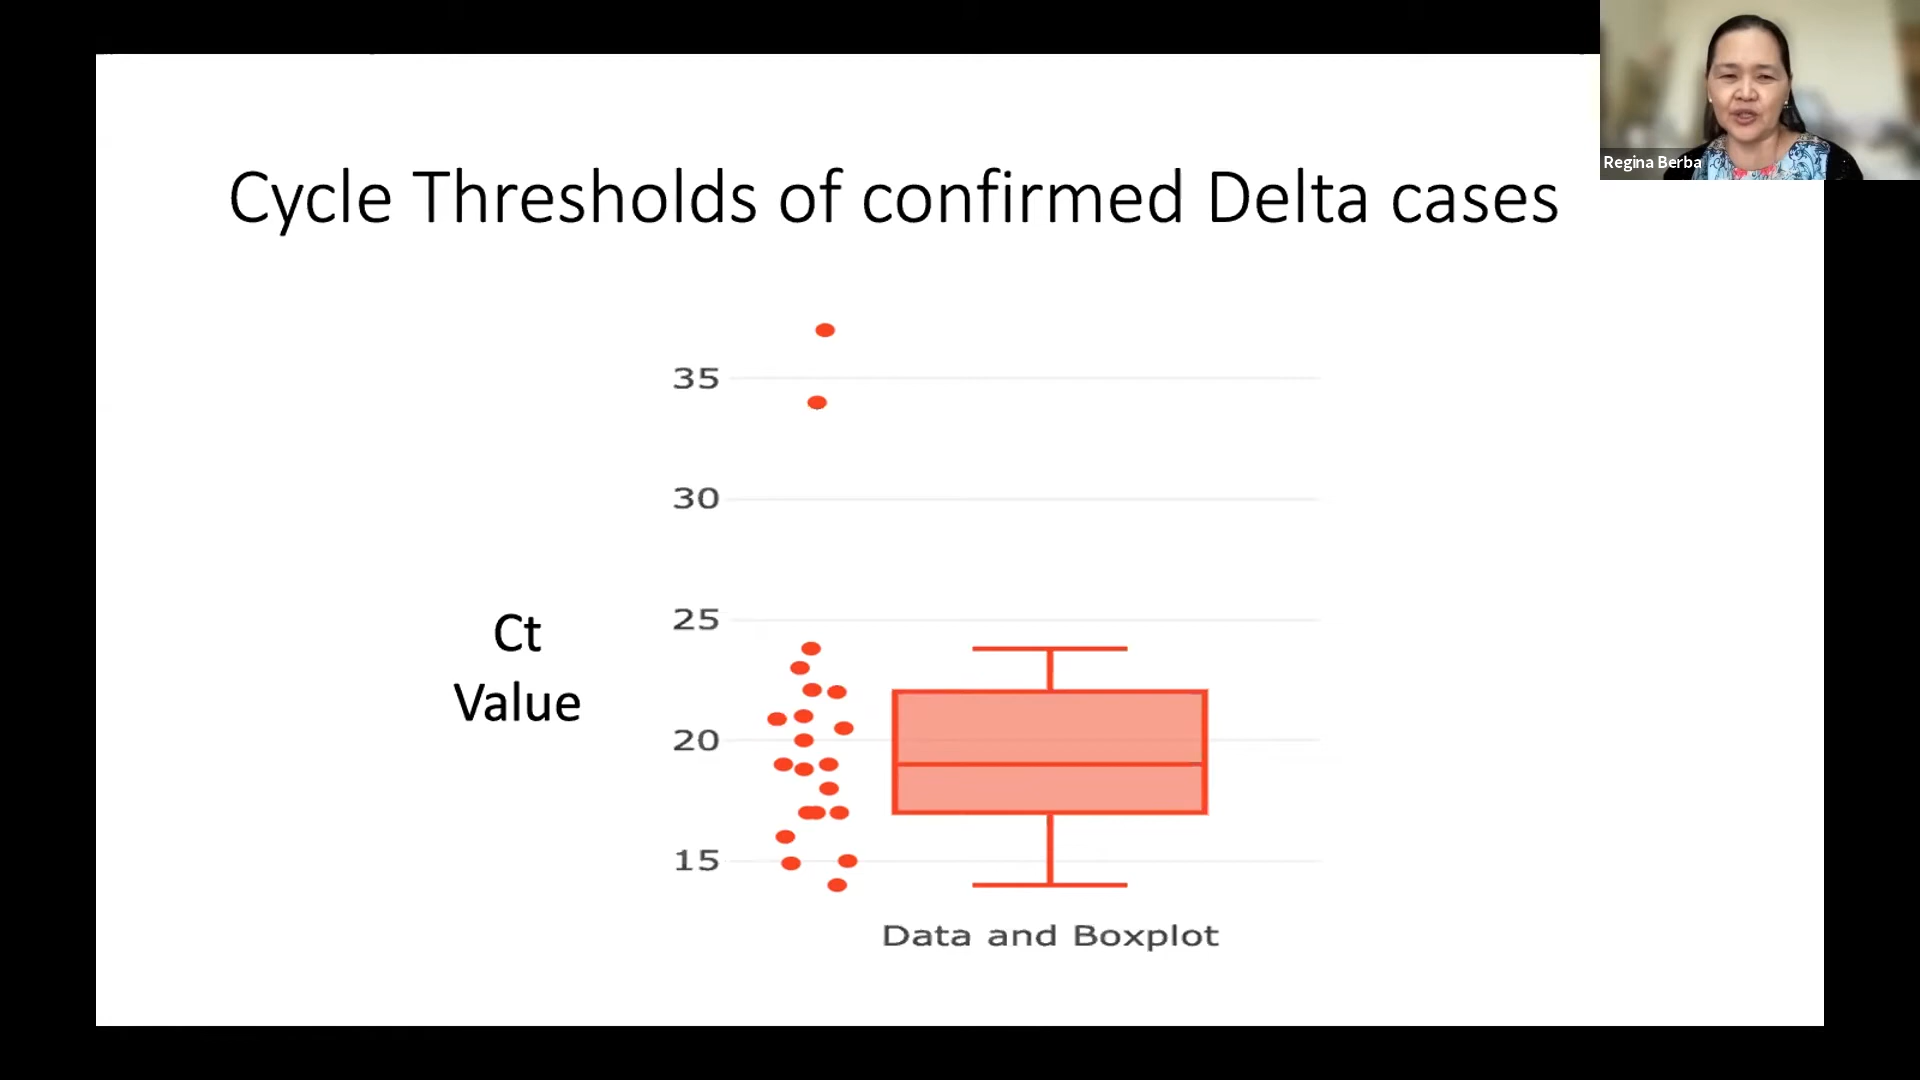 Regina Berba
Cycle Thresholds of confirmed Delta cases
35
30
25
Ct
Value
20
15
Data and Boxplot